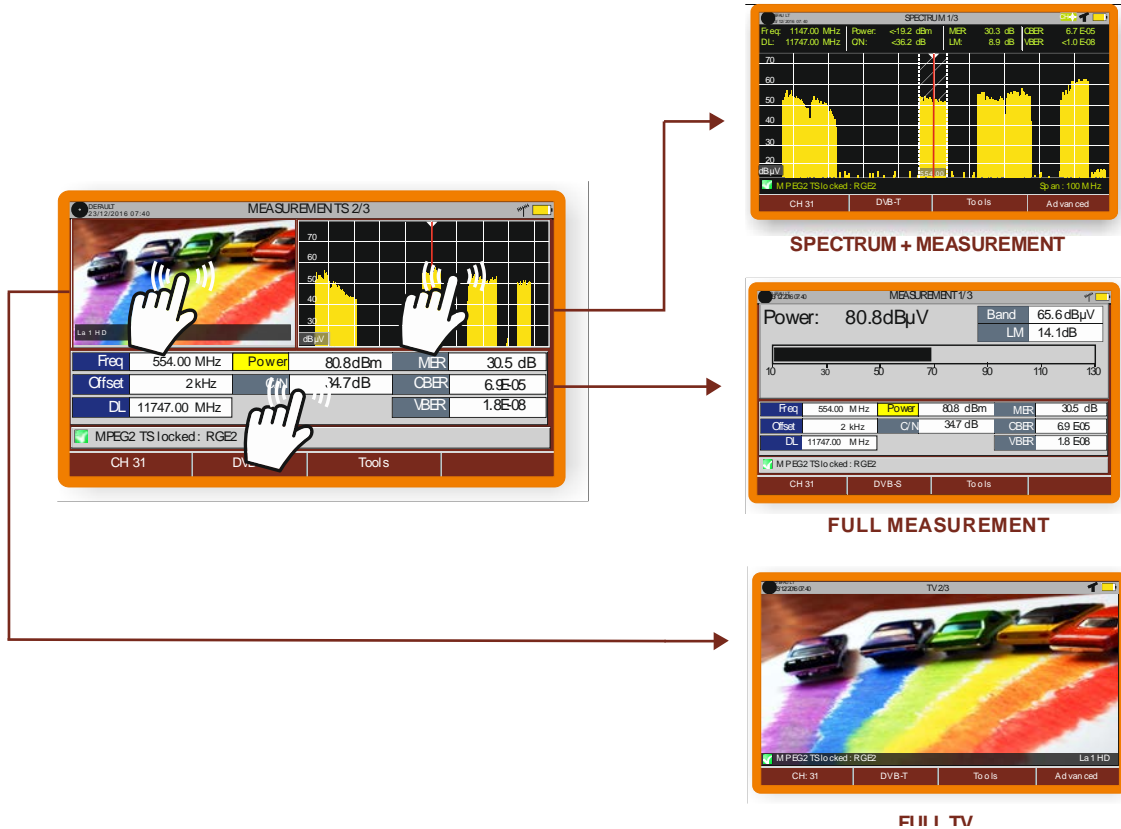 DEFAULT
23/12/2016 07:40
MEASUREMENTS 2/3
70
60
50
40
30
dBµV
La 1 HD
Freq 554.00 MHz Power 80.8dBm MER 30.5 dB
Offset 2 kHz C/N 34.7dB CBER 6.9E-05
DL 11747.00 MHz VBER 1.8E-08
MPEG2 TS locked: RGE2
CH 31 Tools
SPECTRUM 1/3
Freq: 1147.00 MHz Power: <-19.2 dBm MER: 30.3 dB CBER: 6.7 E-05
DL: 11747.00 MHz C/N: <36.2 dB LM: 8.9 dB VBER: <1.0 E-08
70
60
50
40
30
20
dBµV
554.00
MPEG2 TS locked: RGE2 Span: 100 MHz
CH 31 DVB-T Tools Advanced
SPECTRUM + MEASUREMENT
MEASUREMENT 1/3
Power: 80.8dBµV Band 65.6 dBµV
LM 14.1dB
10 30 50 70 90 110 130
Freq 554.00 MHz Power 80.8 dBm MER 30.5 dB
Offset 2 kHz C/N 34.7 dB CBER 6.9 E-05
DL 11747.00 MHz VBER 1.8 E-08
MPEG2 TS locked: RGE2
CH 31 DVB-S Tools
FULL MEASUREMENT
TV 2/3
MPEG2 TS locked: RGE2 La 1 HD
CH: 31 DVB-T Tools Advanced
FULL TV